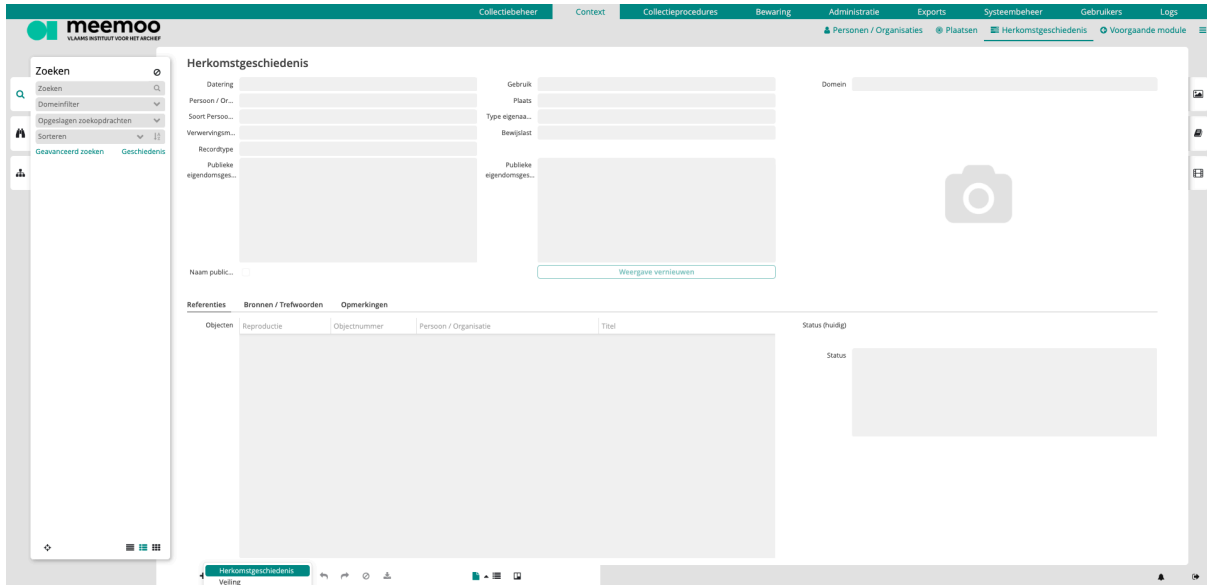 Collectiebeheer Context Collectieprocedures Bewaring Administratie Exports Systeembeheer Gebruikers Logs
meemoo
VLAAMS INSTITUUT VOOR HET ARCHIEF
Personen / Organisaties Plaatsen Herkomstgeschiedenis Voorgaande module
Zoeken
Zoeken
Domeinfilter
Opgeslagen zoekopdrachten
Sorteren
Geavanceerd zoeken Geschiedenis
Herkomstgeschiedenis
Datering Gebruik Domein
Persoon / Or... Plaats
Soort Persoo... Type eigenaa...
Verwervingsm... Bewijslast
Recordtype
Publieke eigendomsges... Publieke eigendomsges...
Naam public... Weergave vernieuwen
Referenties Bronnen / Trefwoorden Opmerkingen
Objecten Reproductie Objectnummer Persoon / Organisatie Titel Status (huidig)
Status
Herkomstgeschiedenis
Veiling